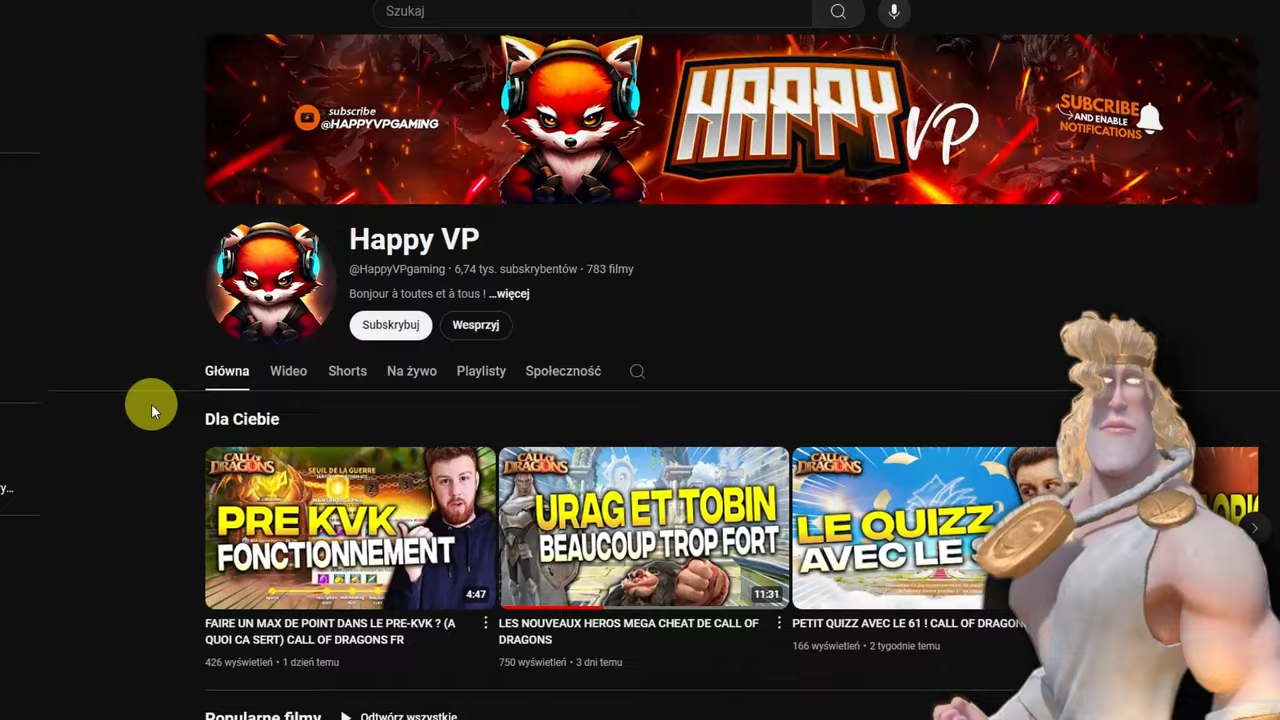 Szukaj
subscribe
@HAPPYVPGAMING
HAPPY VP
SUBCRIBE
AND ENABLE
NOTIFICATIONS
Happy VP
@HappyVPgaming · 6,74 tys. subskrybentów · 783 filmy
Bonjour à toutes et à tous ! ...więcej
Subskrybuj
Wesprzyj
Główna Wideo Shorts Na żywo Playlisty Społeczność
y...
Dla Ciebie
CALL OF DRAGONS
SEUIL DE LA GUERRE
PRE KVK
FONCTIONNEMENT
4:47
CALL OF DRAGONS
URAG ET TOBIN
BEAUCOUP TROP FORT
11:31
CALL OF DRAGONS
LE QUIZZ
AVEC LE
FAIRE UN MAX DE POINT DANS LE PRE-KVK ? (A
QUOI CA SERT) CALL OF DRAGONS FR
426 wyświetleń · 1 dzień temu
LES NOUVEAUX HEROS MEGA CHEAT DE CALL OF
DRAGONS
750 wyświetleń · 3 dni temu
PETIT QUIZZ AVEC LE 61 ! CALL OF DRAGON
166 wyświetleń · 2 tygodnie temu
Popularne filmy
Odtwórz wszystkie